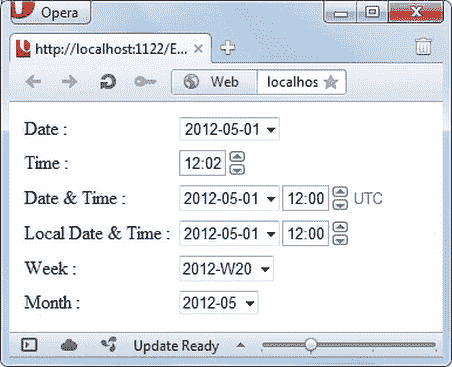 Opera
http://localhost:1122/E...
Web localhos
Date : 2012-05-01
Time : 12:02
Date & Time : 2012-05-01 12:00 UTC
Local Date & Time : 2012-05-01 12:00
Week : 2012-W20
Month : 2012-05
Update Ready